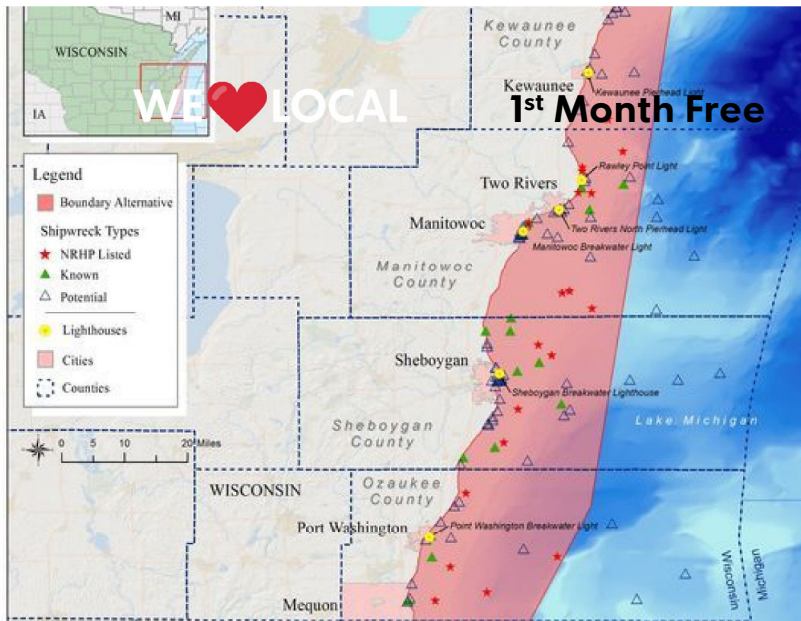 MI
WISCONSIN
IA
WE❤LOCAL
1st Month Free
Kewaunee
County
Kewaunee
Kewaunee Pierhead Light
Legend
Boundary Alternative
Shipwreck Types
NRHP Listed
Known
Potential
Lighthouses
Cities
Counties
Rawley Point Light
Two Rivers
Two Rivers North Pierhead Light
Manitowoc
Manitowoc Breakwater Light
Manitowoc
County
Sheboygan
Sheboygan Breakwater Lighthouse
Lake Michigan
Sheboygan
County
0 5 10 20 Miles
Ozaukee
County
WISCONSIN
Port Washington
Point Washington Breakwater Light
Mequon
Wisconsin
Michigan